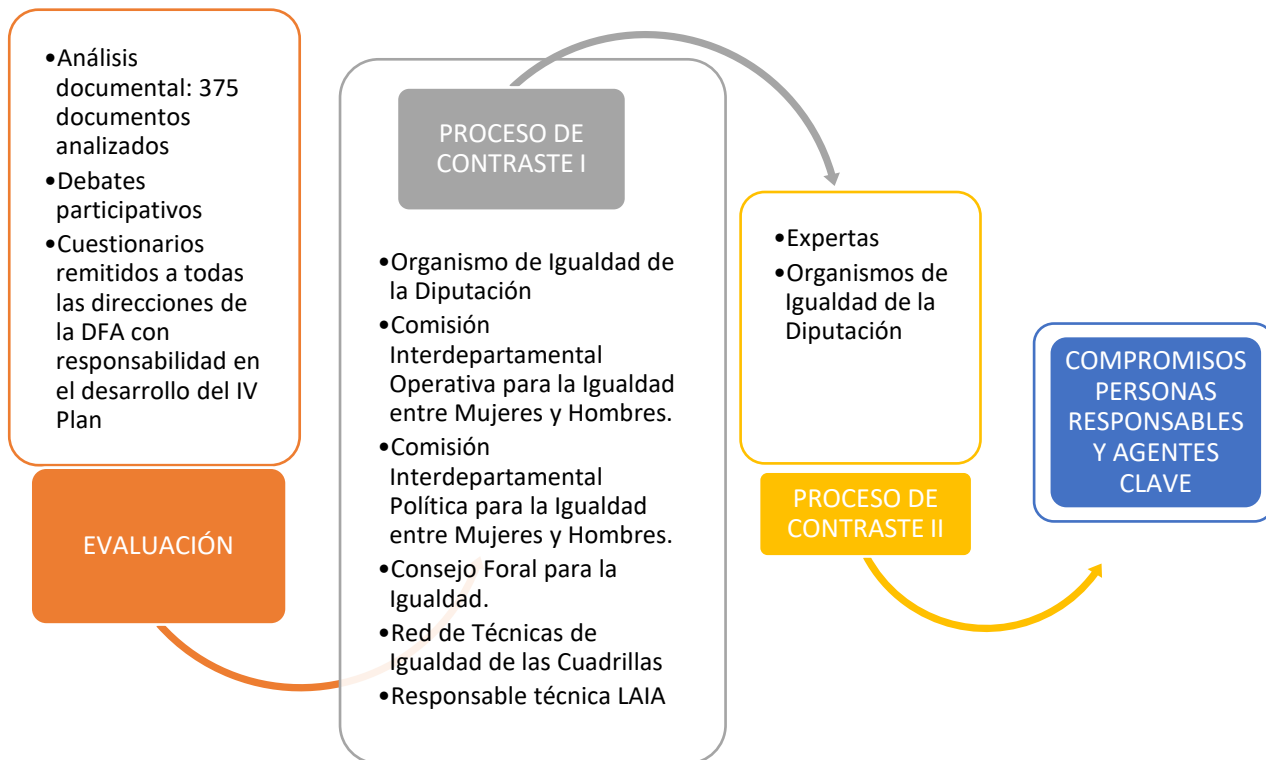 •Análisis
documental: 375
documentos
analizados
•Debates
participativos
•Cuestionarios
remitidos a todas
las direcciones de
la DFA con
responsabilidad en
el desarrollo del IV
Plan
EVALUACIÓN
PROCESO DE
CONTRASTE I
•Organismo de Igualdad de
la Diputación
•Comisión
Interdepartamental
Operativa para la Igualdad
entre Mujeres y Hombres.
•Comisión
Interdepartamental
Política para la Igualdad
entre Mujeres y Hombres.
•Consejo Foral para la
Igualdad.
•Red de Técnicas de
Igualdad de las Cuadrillas
•Responsable técnica LAIA
•Expertas
•Organismos de
Igualdad de la
Diputación
PROCESO DE
CONTRASTE II
COMPROMISOS
PERSONAS
RESPONSABLES
Y AGENTES
CLAVE